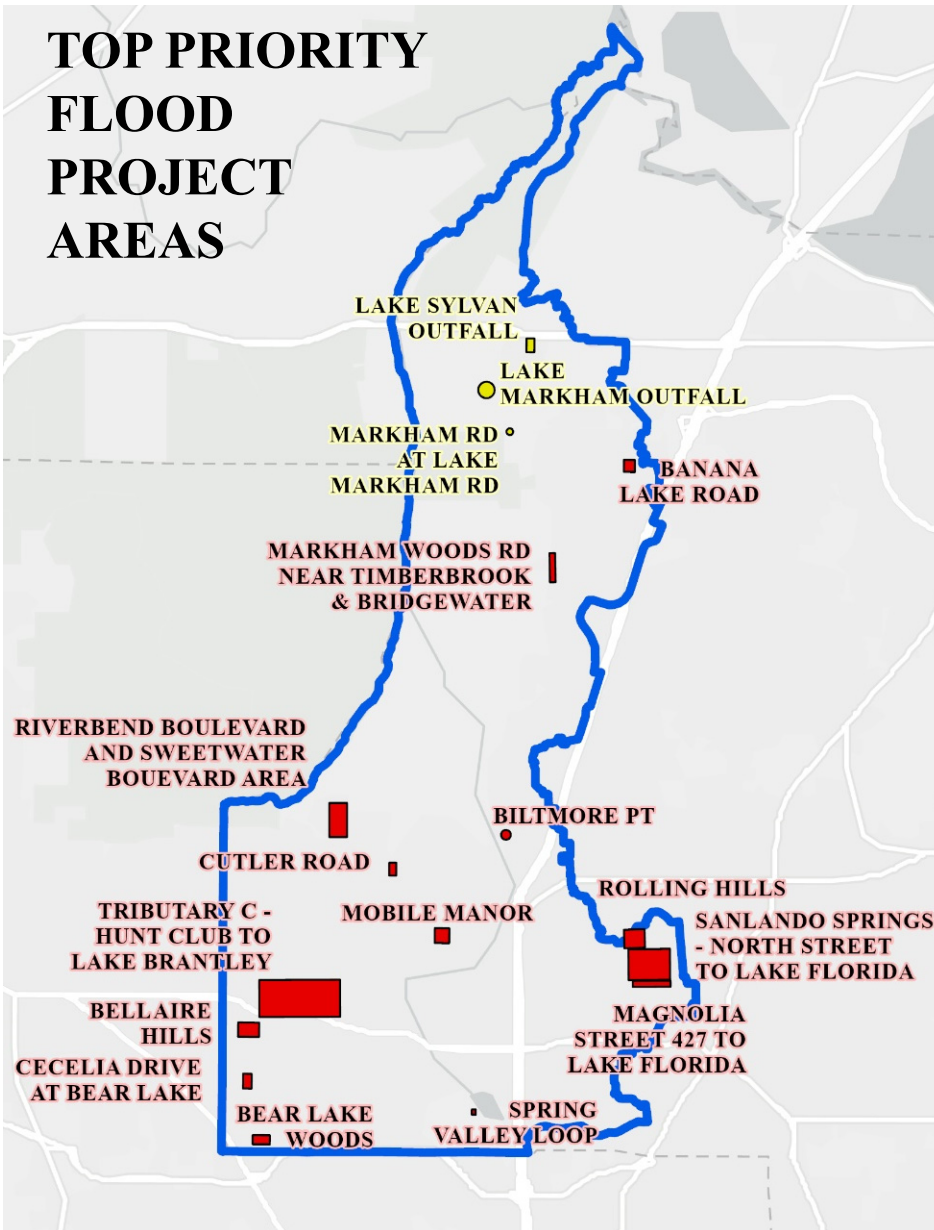 TOP PRIORITY
FLOOD
PROJECT
AREAS
LAKE SYLVAN
OUTFALL
LAKE
MARKHAM OUTFALL
MARKHAM RD
AT LAKE
MARKHAM RD
BANANA
LAKE ROAD
MARKHAM WOODS RD
NEAR TIMBERBROOK
& BRIDGEWATER
RIVERBEND BOULEVARD
AND SWEETWATER
BOUEVARD AREA
BILTMORE PT
CUTLER ROAD
ROLLING HILLS
TRIBUTARY C -
HUNT CLUB TO
LAKE BRANTLEY
MOBILE MANOR
SANLANDO SPRINGS
- NORTH STREET
TO LAKE FLORIDA
BELLAIRE
HILLS
MAGNOLIA
STREET 427 TO
LAKE FLORIDA
CECELIA DRIVE
AT BEAR LAKE
BEAR LAKE
WOODS
SPRING
VALLEY LOOP